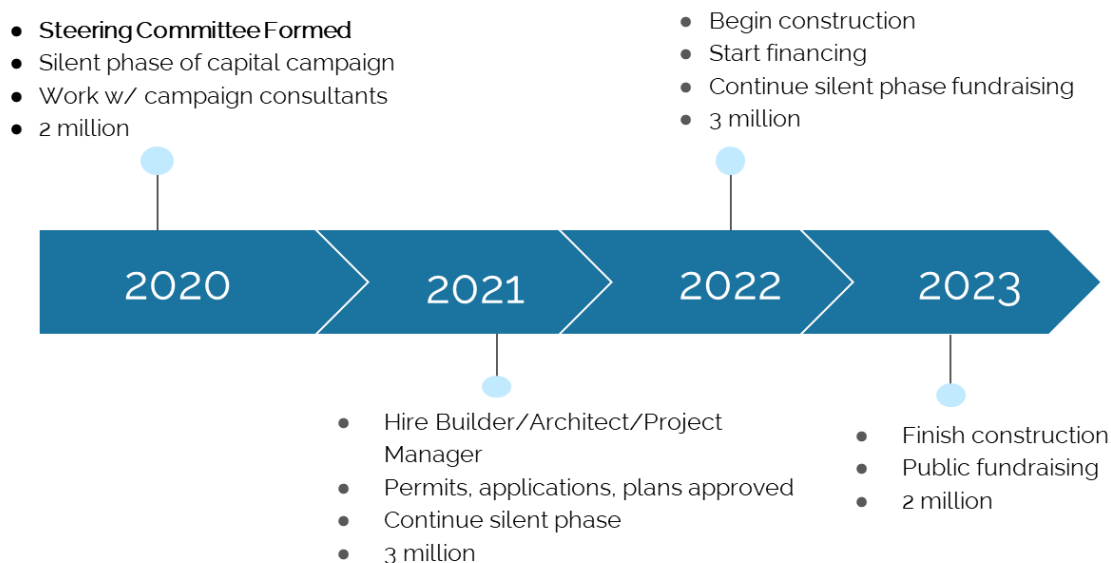 • Steering Committee Formed
• Silent phase of capital campaign
• Work w/ campaign consultants
• 2 million
• Begin construction
• Start financing
• Continue silent phase fundraising
• 3 million
2020
2021
2022
2023
• Hire Builder/Architect/Project
Manager
• Permits, applications, plans approved
• Continue silent phase
• 3 million
• Finish construction
• Public fundraising
• 2 million